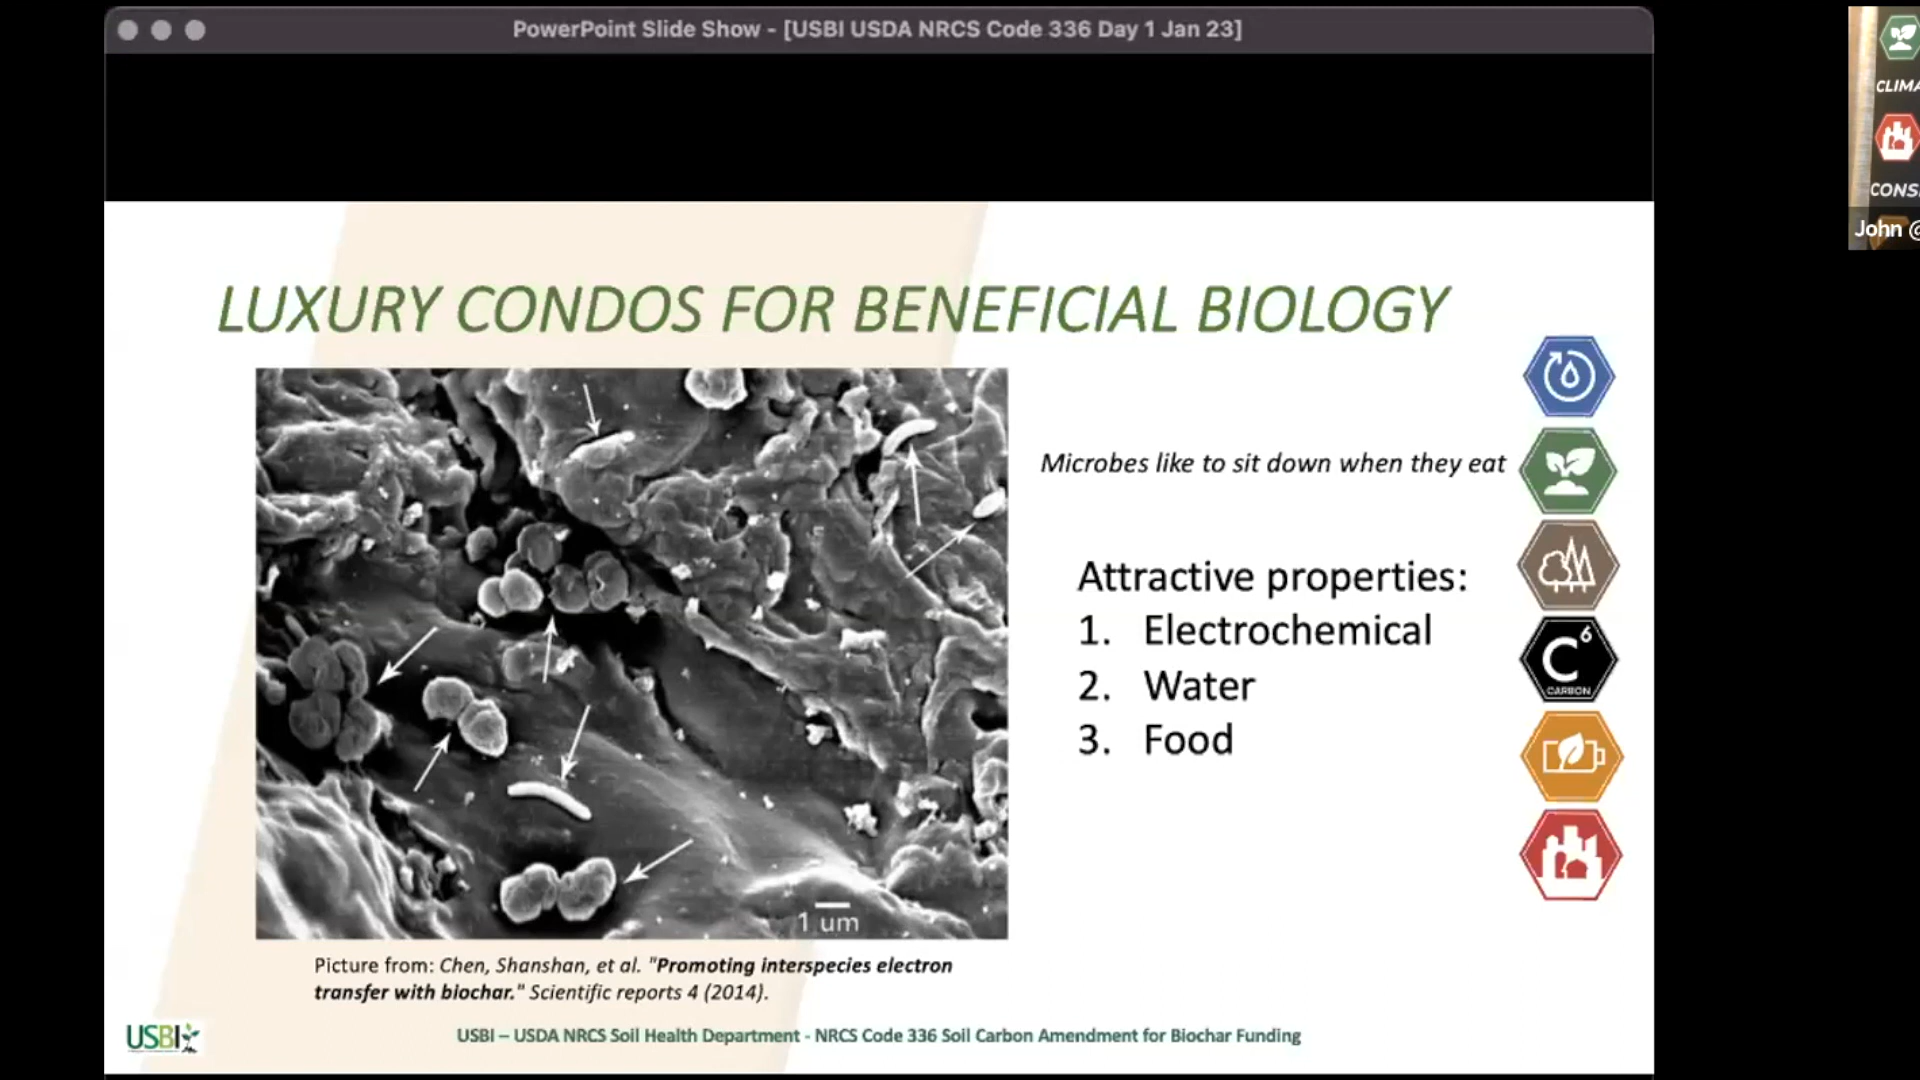 PowerPoint Slide Show - [USBI USDA NRCS Code 336 Day 1 Jan 23]
CLIMA
CONS
John @
LUXURY CONDOS FOR BENEFICIAL BIOLOGY
Microbes like to sit down when they eat
Attractive properties:
1. Electrochemical
2. Water
3. Food
6
C
CARBON
1 um
Picture from: Chen, Shanshan, et al. "Promoting interspecies electron
transfer with biochar." Scientific reports 4 (2014).
USBI
USBI – USDA NRCS Soil Health Department - NRCS Code 336 Soil Carbon Amendment for Biochar Funding